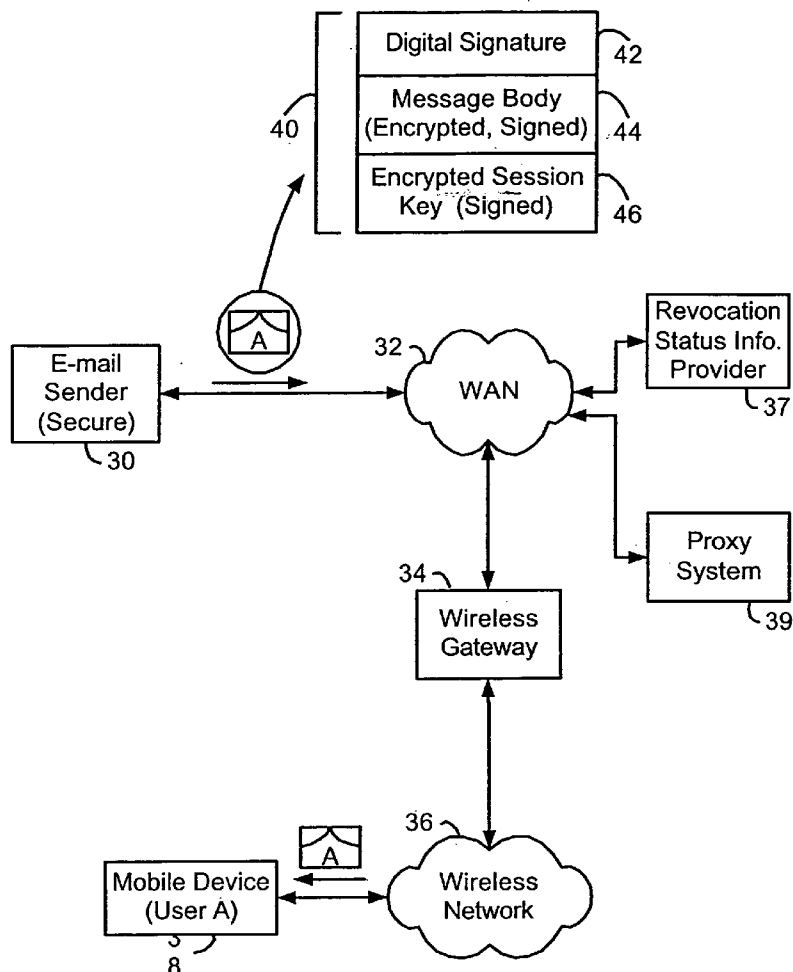 Digital Signature
42
Message Body
(Encrypted, Signed)
40
44
Encrypted Session
Key (Signed)
46
A
E-mail
Sender
(Secure)
30
32
WAN
Revocation
Status Info.
Provider
37
Proxy
System
39
34
Wireless
Gateway
36
A
Mobile Device
(User A)
3
8
Wireless
Network